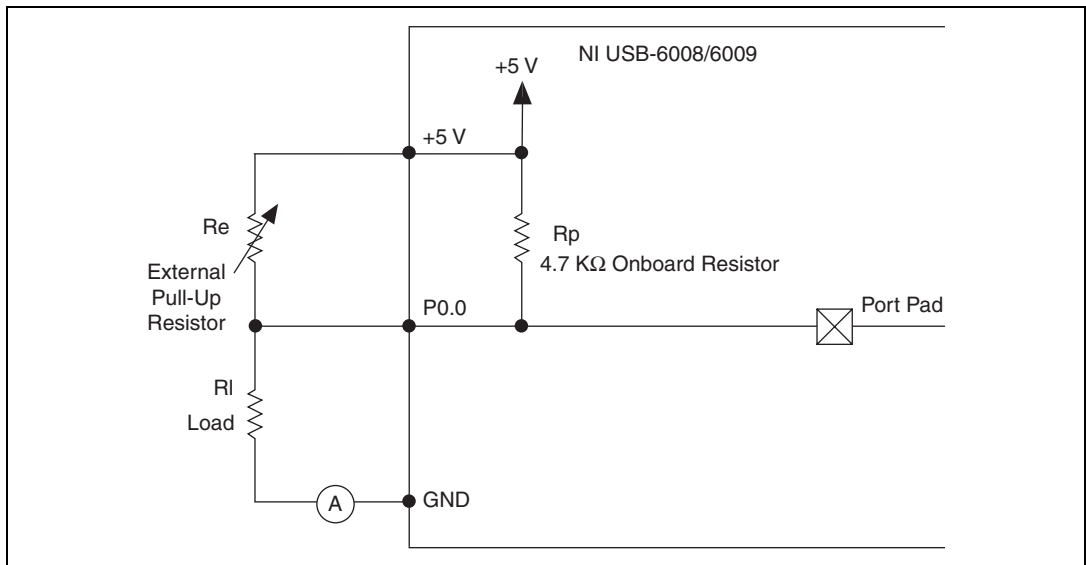 NI USB-6008/6009
+5 V
+5 V
Re
External
Pull-Up
Resistor
Rp
4.7 KΩ Onboard Resistor
P0.0
Port Pad
Rl
Load
A
GND